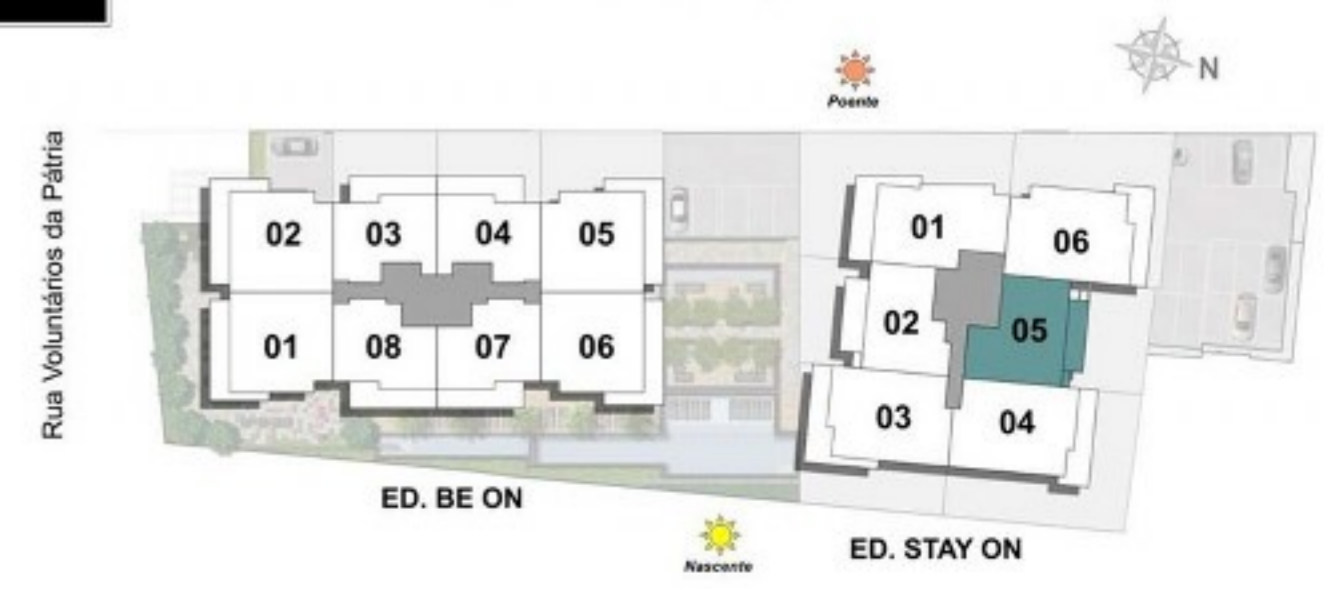 N
Poente
Rua Voluntários da Pátria
02 03 04 05
01 08 07 06
01 06
02 05
03 04
ED. BE ON
Nascente
ED. STAY ON